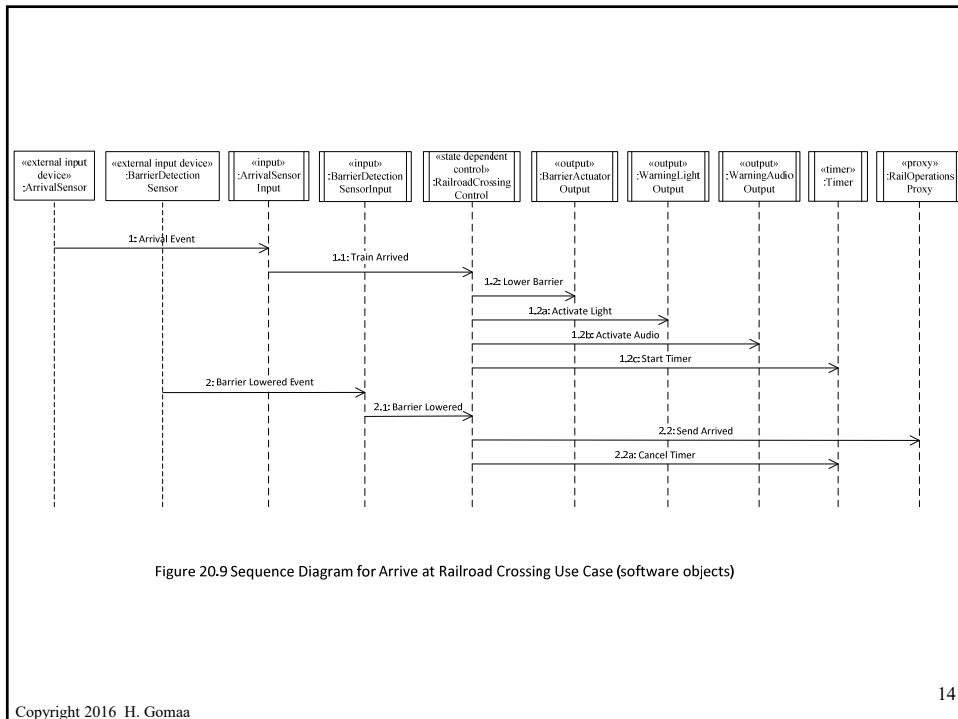 «external input
device»
:ArrivalSensor
«external input device»
:BarrierDetection
Sensor
«input»
:ArrivalSensor
Input
«input»
:BarrierDetection
SensorInput
«state dependent
control»
:RailroadCrossing
Control
«output»
:BarrierActuator
Output
«output»
:WarningLight
Output
«output»
:WarningAudio
Output
«timer»
:Timer
«proxy»
:RailOperations
Proxy
1: Arrival Event
1.1: Train Arrived
1.2: Lower Barrier
1.2a: Activate Light
1.2b: Activate Audio
1.2c: Start Timer
2: Barrier Lowered Event
2.1: Barrier Lowered
2.2: Send Arrived
2.2a: Cancel Timer
Figure 20.9 Sequence Diagram for Arrive at Railroad Crossing Use Case (software objects)
14
Copyright 2016 H. Gomaa